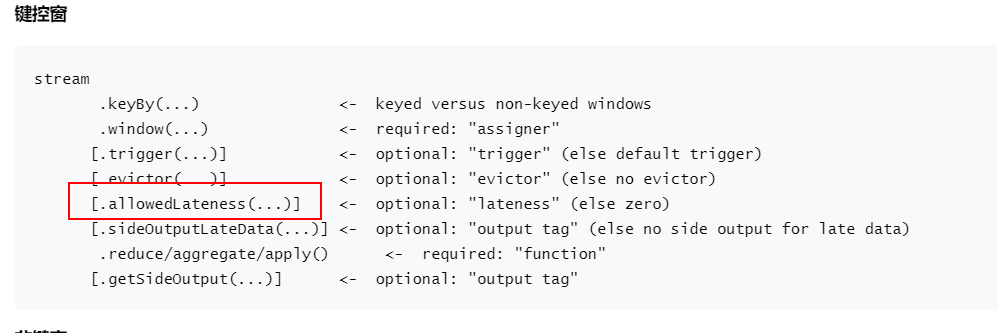 键控窗
stream
.keyBy(...) <- keyed versus non-keyed windows
.window(...) <- required: "assigner"
[.trigger(...)] <- optional: "trigger" (else default trigger)
[.evictor(...)] <- optional: "evictor" (else no evictor)
[.allowedLateness(...)] <- optional: "lateness" (else zero)
[.sideOutputLateData(...)] <- optional: "output tag" (else no side output for late data)
.reduce/aggregate/apply() <- required: "function"
[.getSideOutput(...)] <- optional: "output tag"